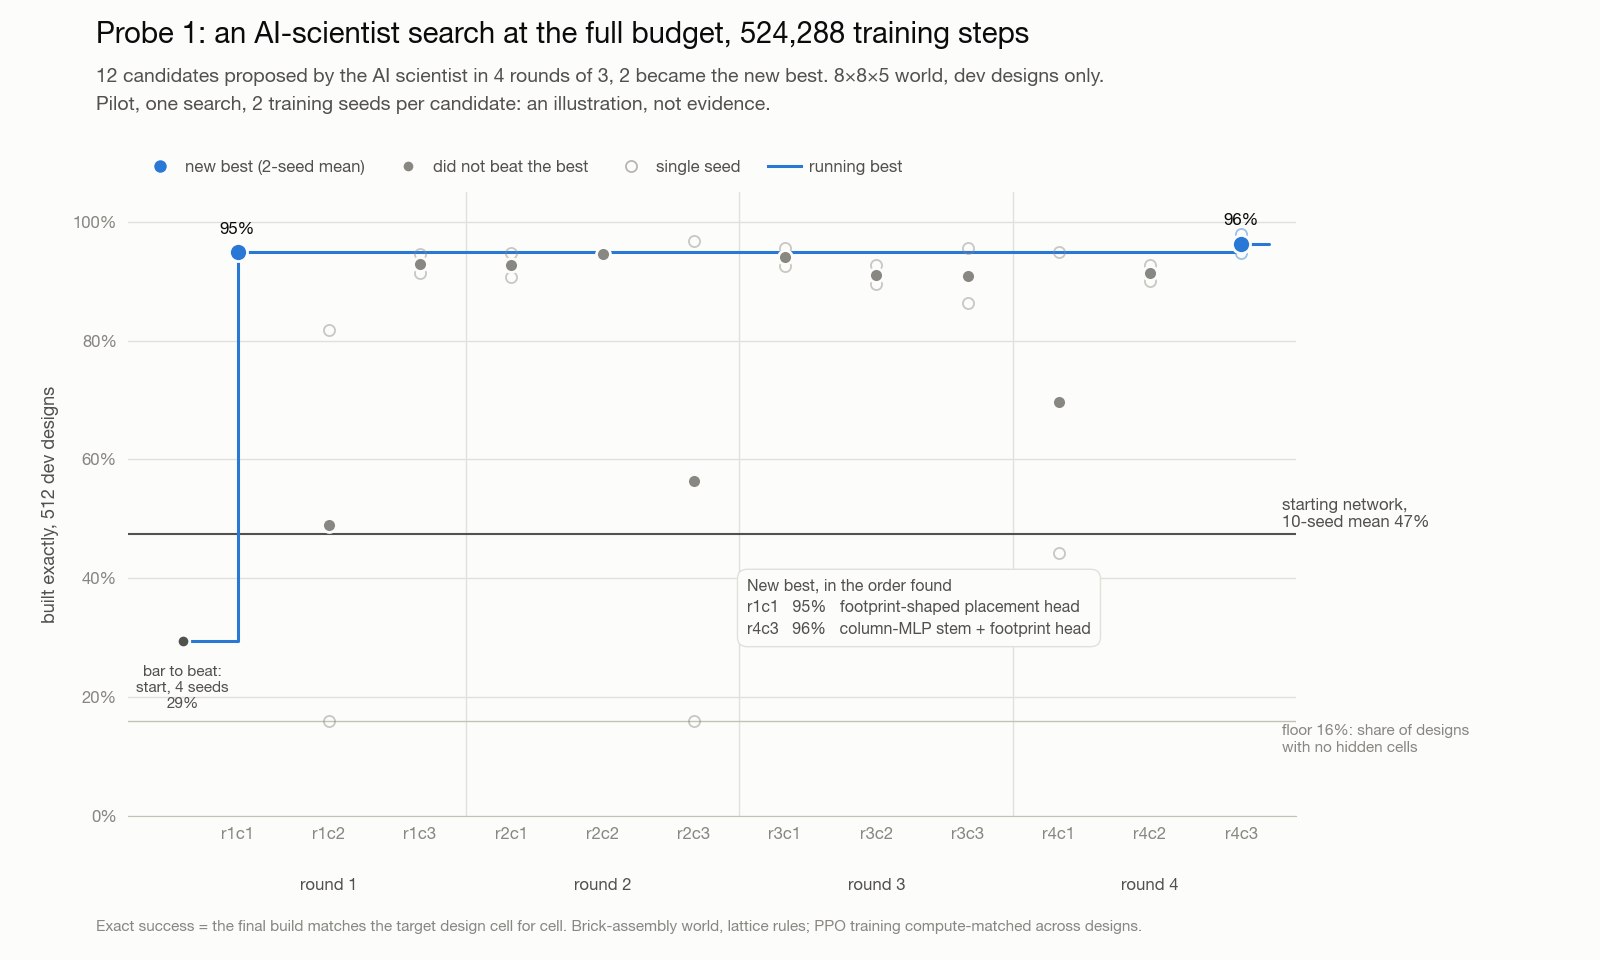 Probe 1: an AI-scientist search at the full budget, 524,288 training steps
12 candidates proposed by the AI scientist in 4 rounds of 3, 2 became the new best. 8×8×5 world, dev designs only.
Pilot, one search, 2 training seeds per candidate: an illustration, not evidence.
new best (2-seed mean)
did not beat the best
single seed
running best
built exactly, 512 dev designs
100%
80%
60%
40%
20%
0%
95%
96%
bar to beat:
start, 4 seeds
29%
starting network,
10-seed mean 47%
New best, in the order found
r1c1 95% footprint-shaped placement head
r4c3 96% column-MLP stem + footprint head
floor 16%: share of designs
with no hidden cells
r1c1 r1c2 r1c3 r2c1 r2c2 r2c3 r3c1 r3c2 r3c3 r4c1 r4c2 r4c3
round 1 round 2 round 3 round 4
Exact success = the final build matches the target design cell for cell. Brick-assembly world, lattice rules; PPO training compute-matched across designs.